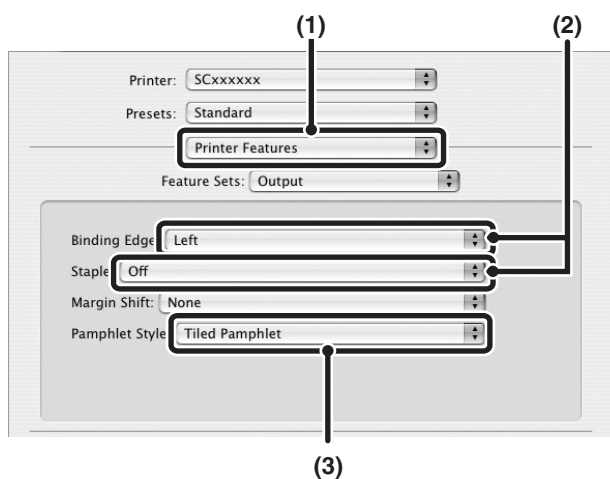 (1) (2)
Printer: SCxxxxxx
Presets: Standard
Printer Features
Feature Sets: Output
Binding Edge Left
Staple Off
Margin Shift: None
Pamphlet Style Tiled Pamphlet
(3)